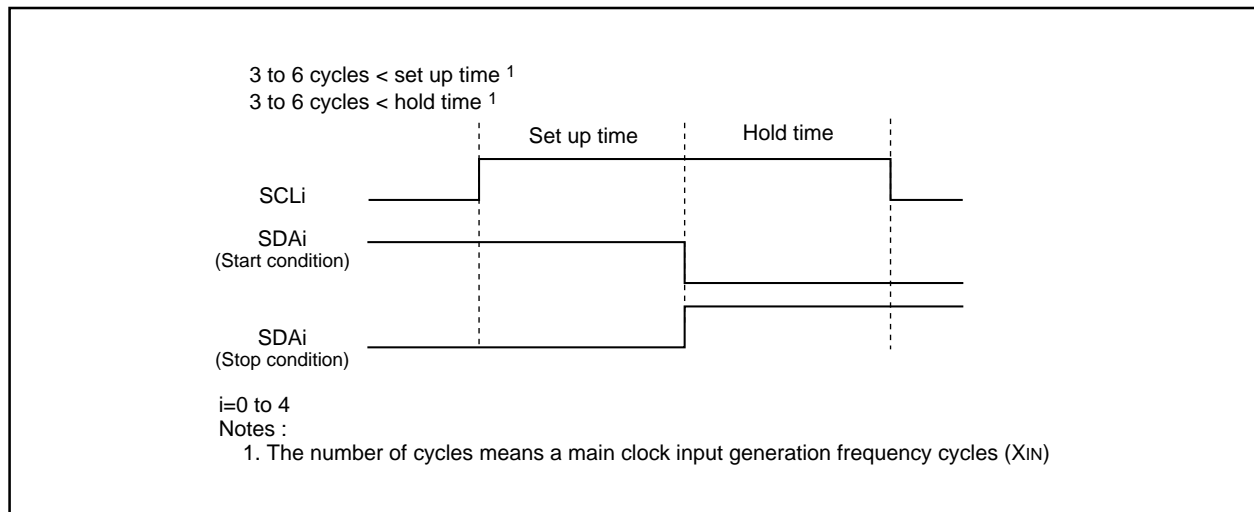 3 to 6 cycles < set up time 1
3 to 6 cycles < hold time 1
Set up time
Hold time
SCLi
SDAi
(Start condition)
SDAi
(Stop condition)
i=0 to 4
Notes :
1. The number of cycles means a main clock input generation frequency cycles (XIN)